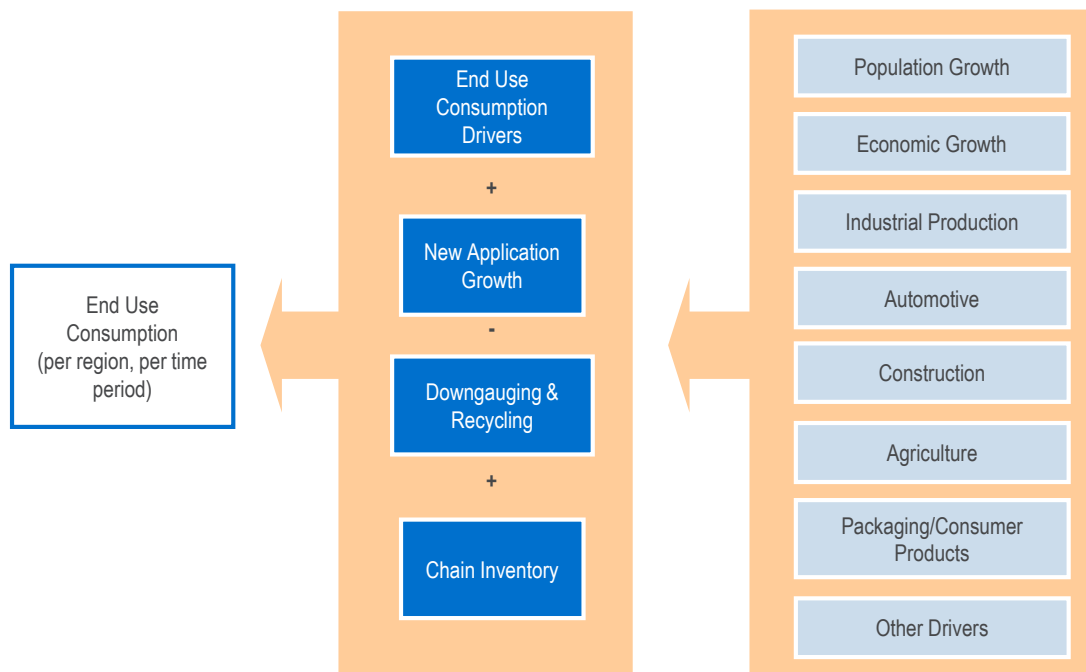 End Use
Consumption
(per region, per time
period)
End Use
Consumption
Drivers
+
New Application
Growth
-
Downgauging &
Recycling
+
Chain Inventory
Population Growth
Economic Growth
Industrial Production
Automotive
Construction
Agriculture
Packaging/Consumer
Products
Other Drivers